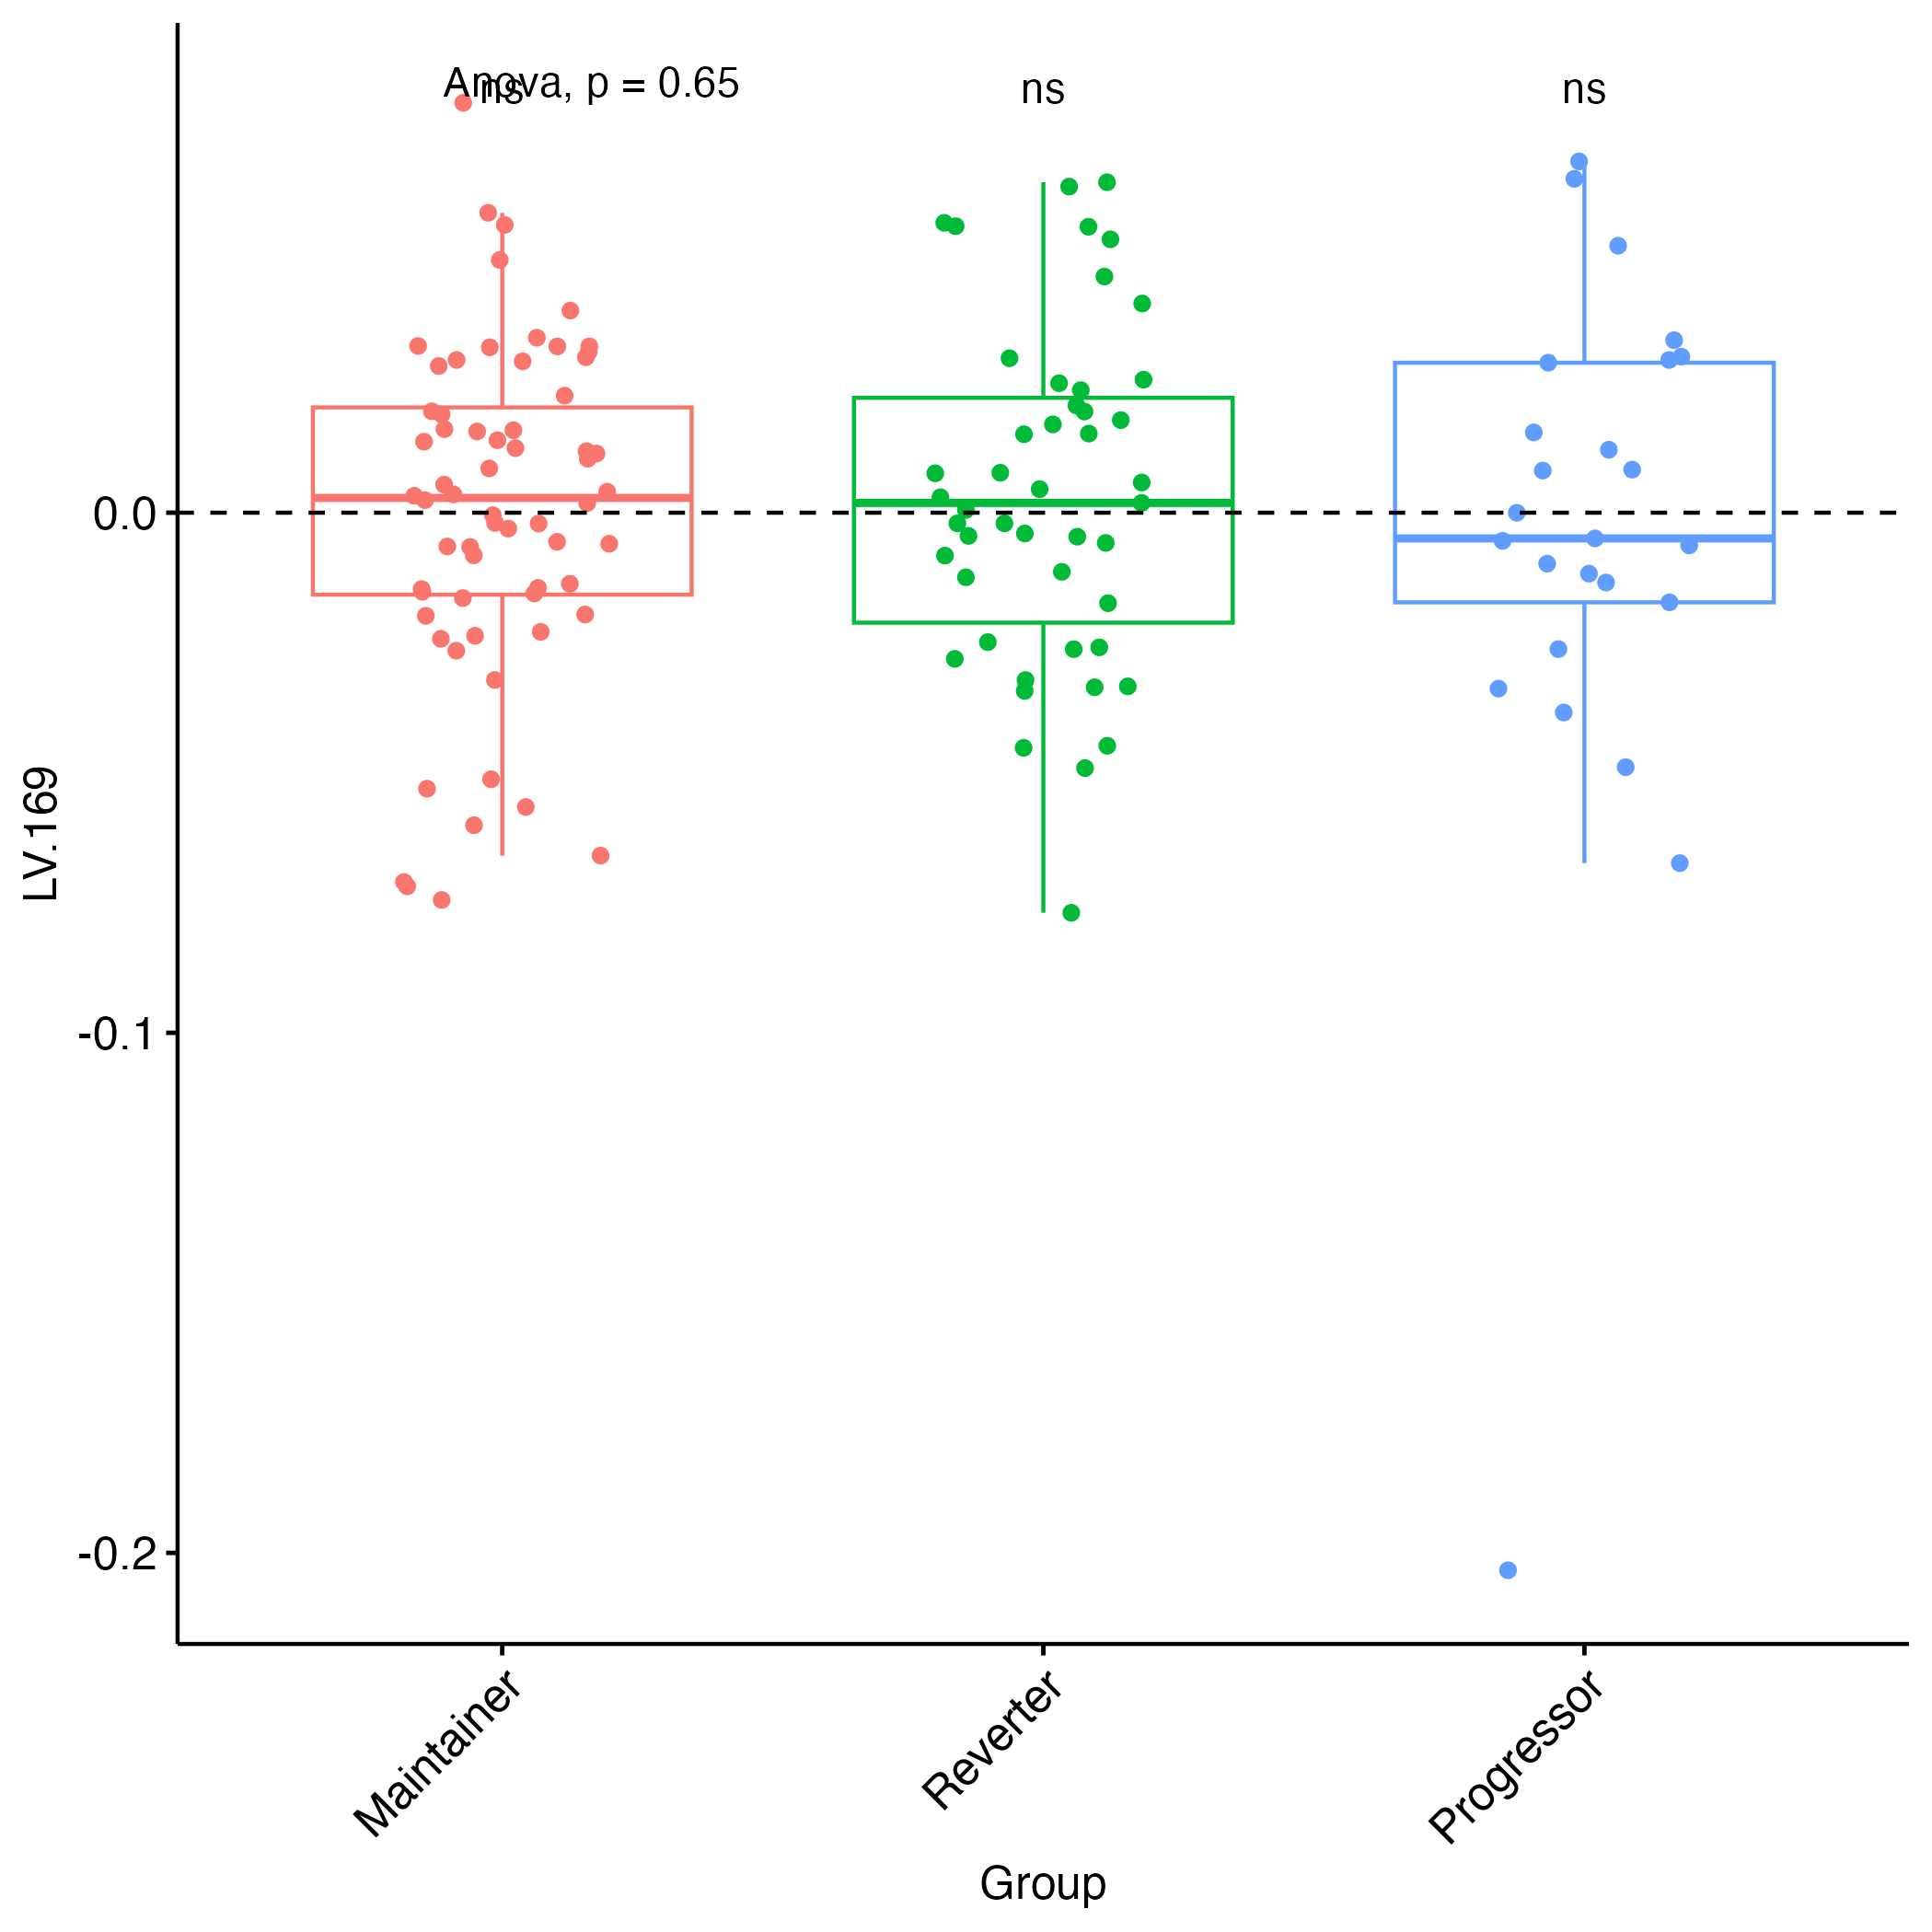 Anova, p = 0.65
ns
ns
ns
0.0
-0.1
-0.2
LV.169
Maintainer
Reverter
Progressor
Group